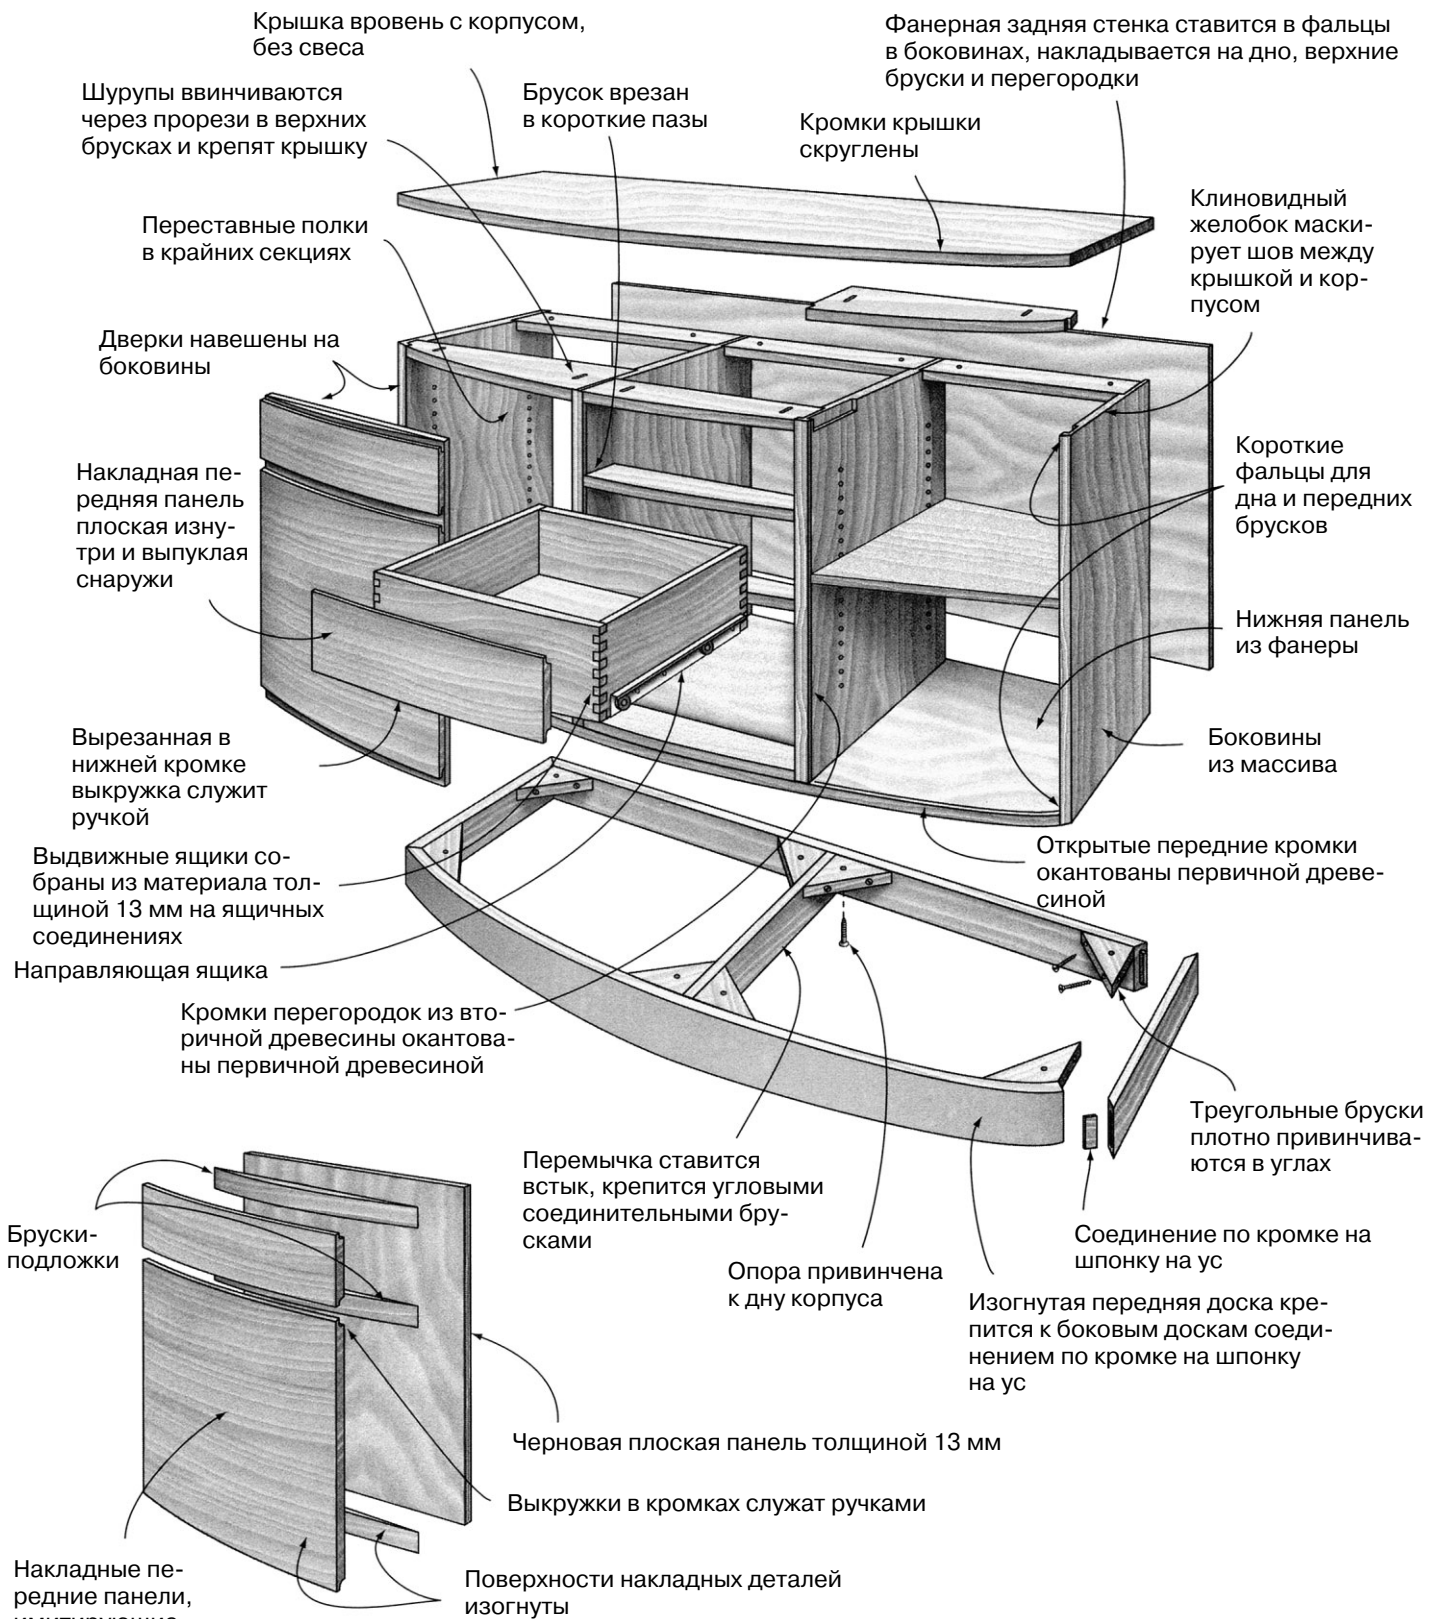 Крышка вровень с корпусом,
без свеса
Фанерная задняя стенка ставится в фальцы
в боковинах, накладывается на дно, верхние
бруски и перегородки
Шурупы ввинчиваются
через прорези в верхних
брусках и крепят крышку
Брусок врезан
в короткие пазы
Кромки крышки
скруглены
Клиновидный
желобок маски-
рует шов между
крышкой и кор-
пусом
Переставные полки
в крайних секциях
Дверки навешены на
боковины
Накладная пе-
редняя панель
плоская изну-
три и выпуклая
снаружи
Короткие
фальцы для
дна и передних
брусков
Нижняя панель
из фанеры
Вырезанная в
нижней кромке
выкружка служит
ручкой
Боковины
из массива
Выдвижные ящики со-
браны из материала тол-
щиной 13 мм на ящичных
соединениях
Открытые передние кромки
окантованы первичной древе-
синой
Направляющая ящика
Кромки перегородок из вто-
ричной древесины окантова-
ны первичной древесиной
Треугольные бруски
плотно привинчива-
ются в углах
Перемычка ставится
встык, крепится угловыми
соединительными бру-
сками
Соединение по кромке на
шпонку на ус
Бруски-
подложки
Опора привинчена
к дну корпуса
Изогнутая передняя доска кре-
пится к боковым доскам соеди-
нением по кромке на шпонку
на ус
Черновая плоская панель толщиной 13 мм
Выкружки в кромках служат ручками
Накладные пе-
редние панели,
Поверхности накладных деталей
изогнуты